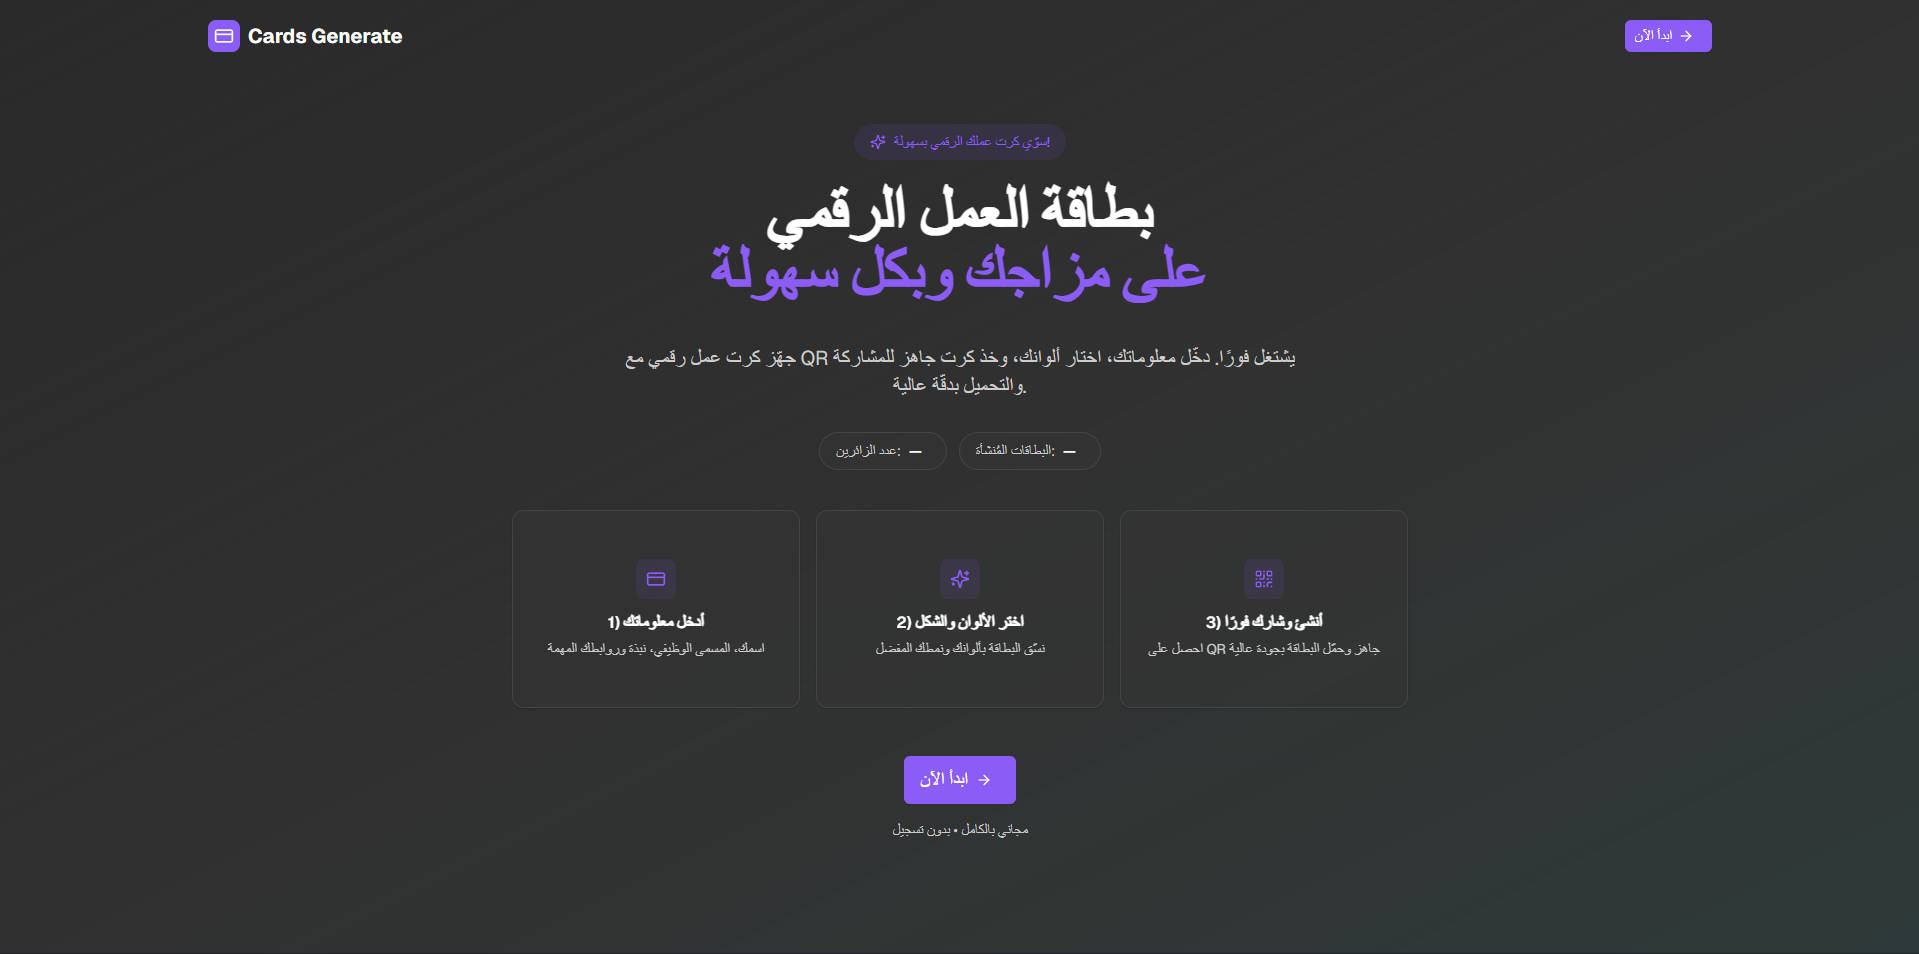 Cards Generate
ابدأ الآن
سوّي كرت عملك الرقمي بسهولة!
بطاقة العمل الرقمي
على مزاجك وبكل سهولة
جهّز كرت عمل رقمي مع QR يشتغل فورًا. دخّل معلوماتك، اختار ألوانك، وخذ كرت جاهز للمشاركة
والتحميل بدقّة عالية.
عدد الزائرين: —
البطاقات المُنشأة: —
1) أدخل معلوماتك
اسمك، المسمى الوظيفي، نبذة وروابطك المهمة
2) اختر الألوان والشكل
نسّق البطاقة بألوانك ونمطك المفضل
3) أنشئ وشارك فورًا
احصل على QR جاهز وحمّل البطاقة بجودة عالية
ابدأ الآن
مجاني بالكامل • بدون تسجيل